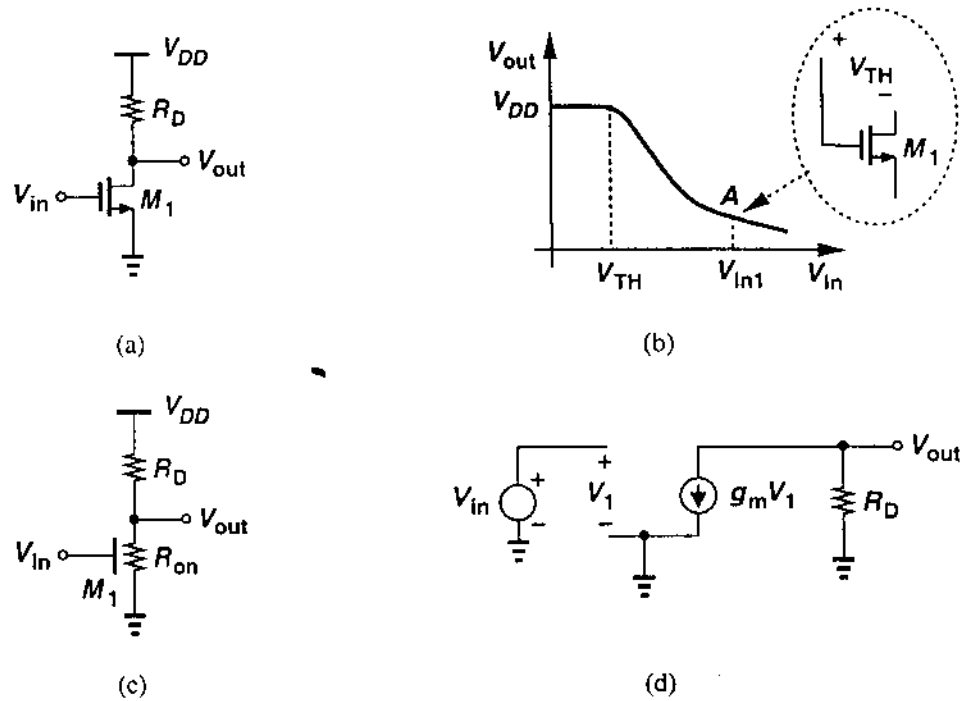 V_DD
R_D
V_out
V_in
M_1
(a)
V_out
V_DD
+
V_TH
−
M_1
A
V_TH
V_In1
V_In
(b)
V_DD
R_D
V_out
V_In
R_on
M_1
(c)
V_in
+
−
+
V_1
−
g_mV_1
V_out
R_D
(d)